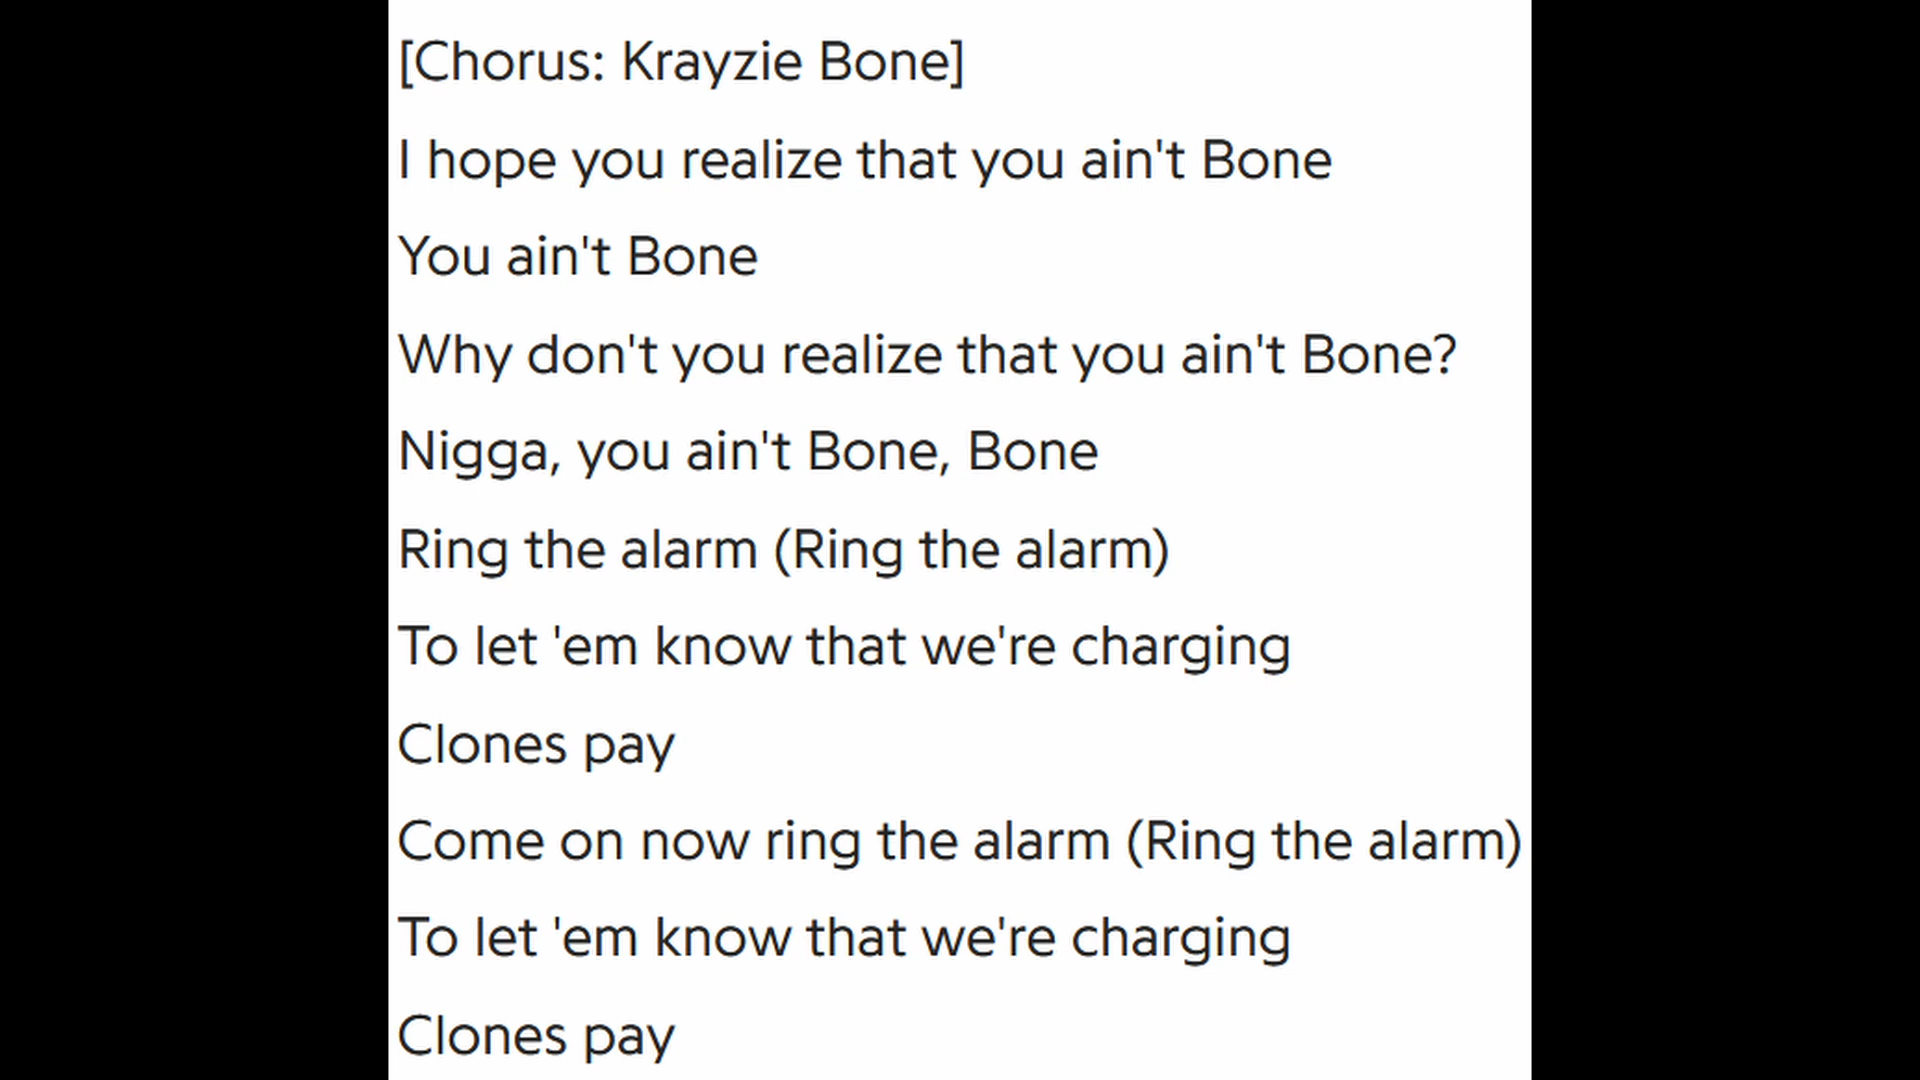 [Chorus: Krayzie Bone]
I hope you realize that you ain't Bone
You ain't Bone
Why don't you realize that you ain't Bone?
Nigga, you ain't Bone, Bone
Ring the alarm (Ring the alarm)
To let 'em know that we're charging
Clones pay
Come on now ring the alarm (Ring the alarm)
To let 'em know that we're charging
Clones pay